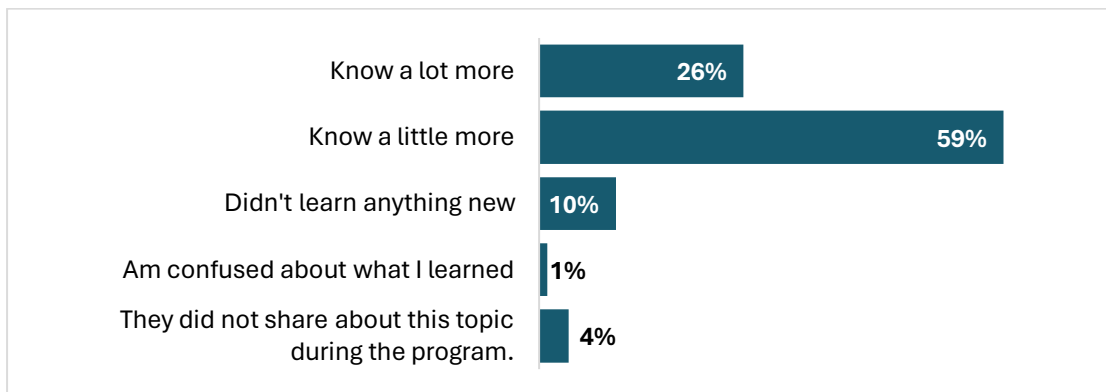 Know a lot more
26%
Know a little more
59%
Didn't learn anything new
10%
Am confused about what I learned
1%
They did not share about this topic
during the program.
4%